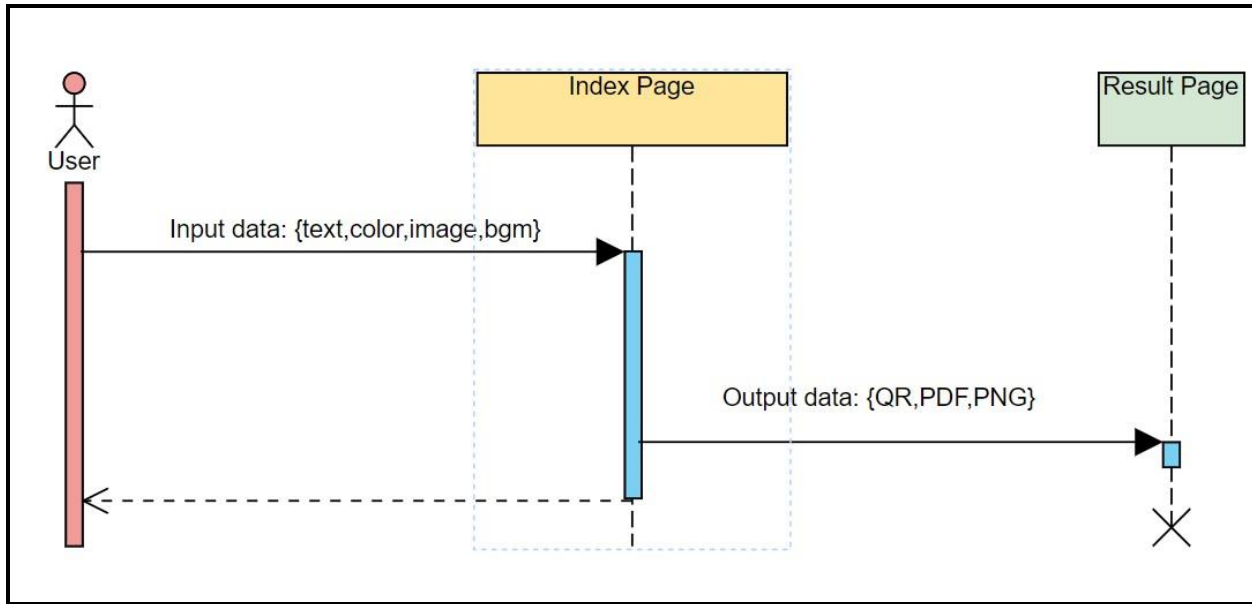 Index Page
Result Page
User
Input data: {text,color,image,bgm}
Output data: {QR,PDF,PNG}